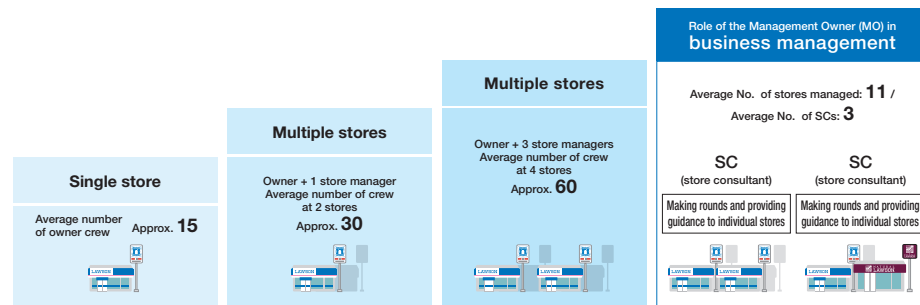 Single store
Average number
of owner crew
Approx. 15
LAWSON
Multiple stores
Owner + 1 store manager
Average number of crew
at 2 stores
Approx. 30
LAWSON
Multiple stores
Owner + 3 store managers
Average number of crew
at 4 stores
Approx. 60
LAWSON
LAWSON
Role of the Management Owner (MO) in
business management
Average No. of stores managed: 11 /
Average No. of SCs: 3
SC
(store consultant)
Making rounds and providing
guidance to individual stores
LAWSON
LAWSON
SC
(store consultant)
Making rounds and providing
guidance to individual stores
LAWSON
LAWSON